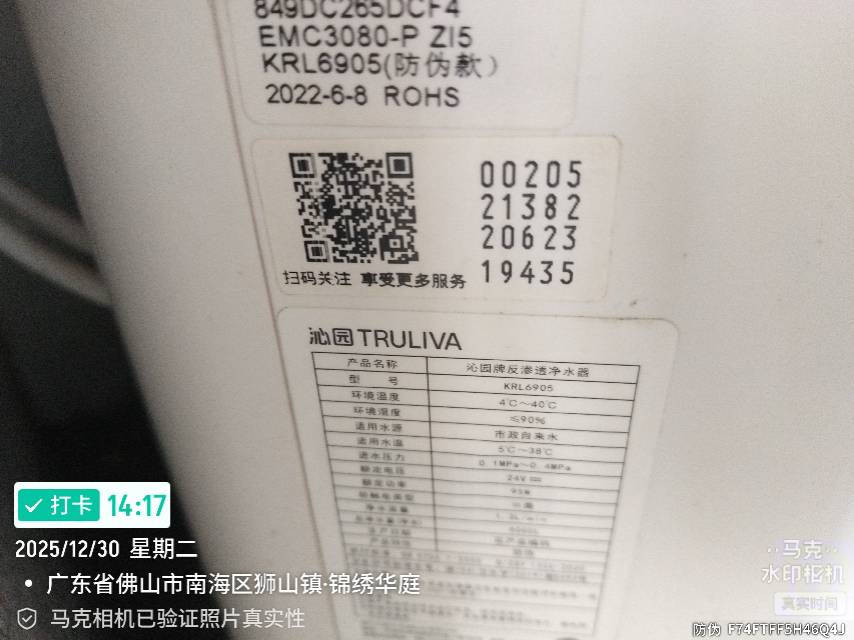 849DC265DCF4
EMC3080-P ZI5
KRL6905(防伪款)
2022-6-8 ROHS
00205
21382
20623
19435
扫码关注 享受更多服务
沁园 TRULIVA
产品名称 沁园牌反渗透净水器
型 号 KRL6905
环境温度 4℃~40℃
环境湿度 ≤90%
适用水源 市政自来水
适用水温 5℃~38℃
进水压力 0.1MPa~0.4MPa
额定电压 24V
额定功率 95W
打卡 14:17
2025/12/30 星期二
广东省佛山市南海区狮山镇·锦绣华庭
马克相机已验证照片真实性
马克
水印相机
真实时间
防伪 F74FTFF5H46Q4J